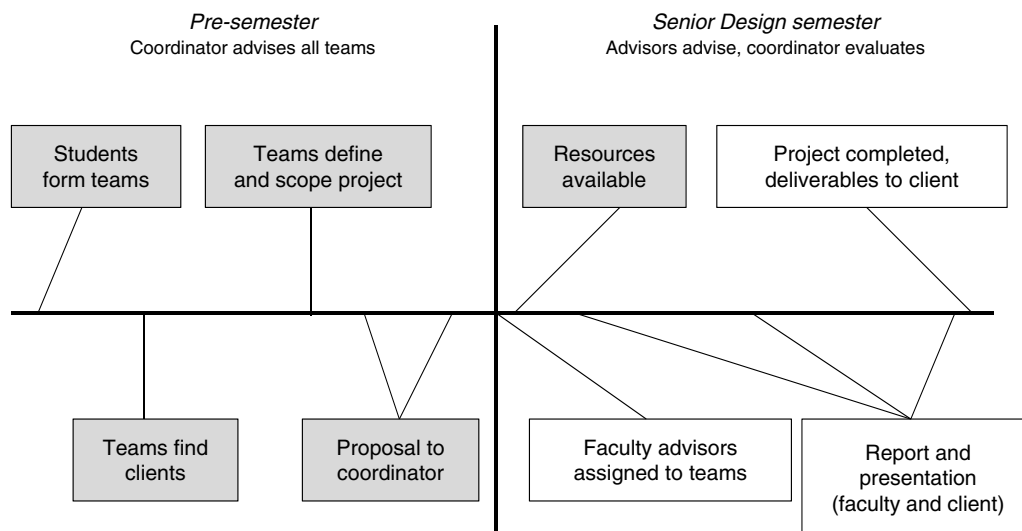 Pre-semester
Coordinator advises all teams
Senior Design semester
Advisors advise, coordinator evaluates
Students
form teams
Teams define
and scope project
Resources
available
Project completed,
deliverables to client
Teams find
clients
Proposal to
coordinator
Faculty advisors
assigned to teams
Report and
presentation
(faculty and client)